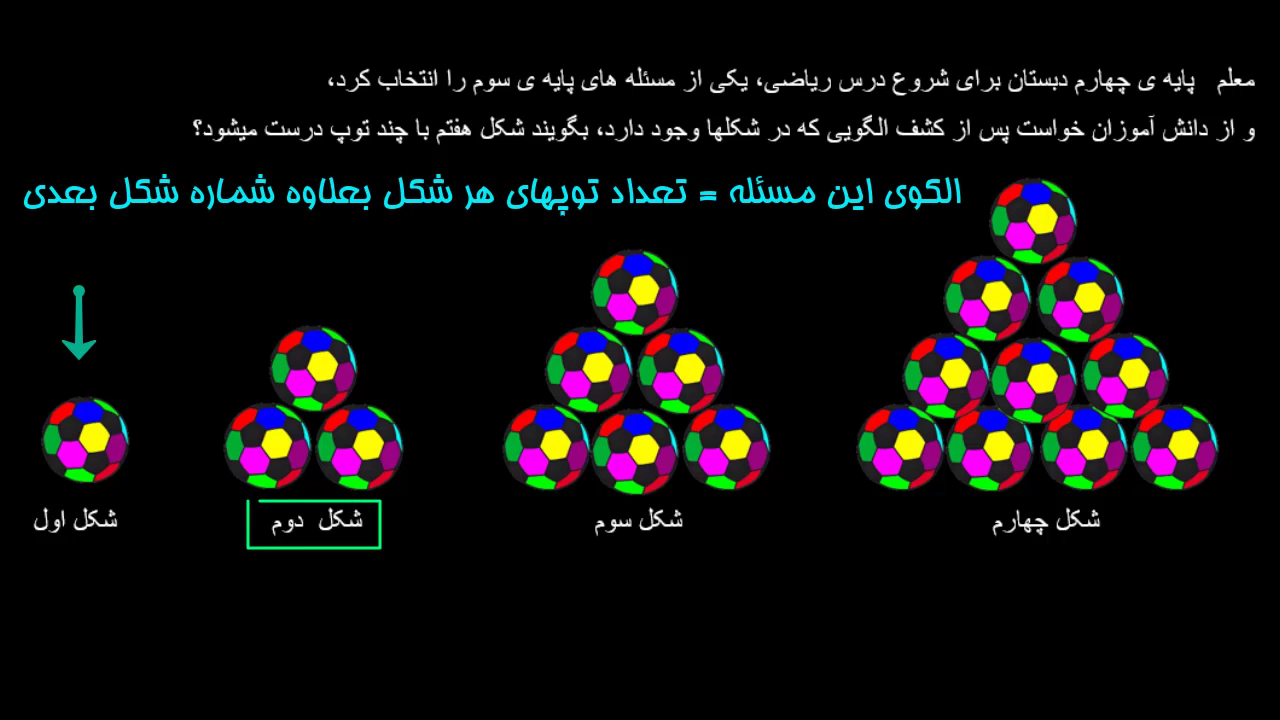 معلم پایه ی چهارم دبستان برای شروع درس ریاضی، یکی از مسئله های پایه ی سوم را انتخاب کرد،
و از دانش آموزان خواست پس از کشف الگویی که در شکلها وجود دارد، بگویند شکل هفتم با چند توپ درست میشود؟
الکوی این مسئله = تعداد توپهای هر شکل بعلاوه شماره شکل بعدی
شکل اول
شکل دوم
شکل سوم
شکل چهارم